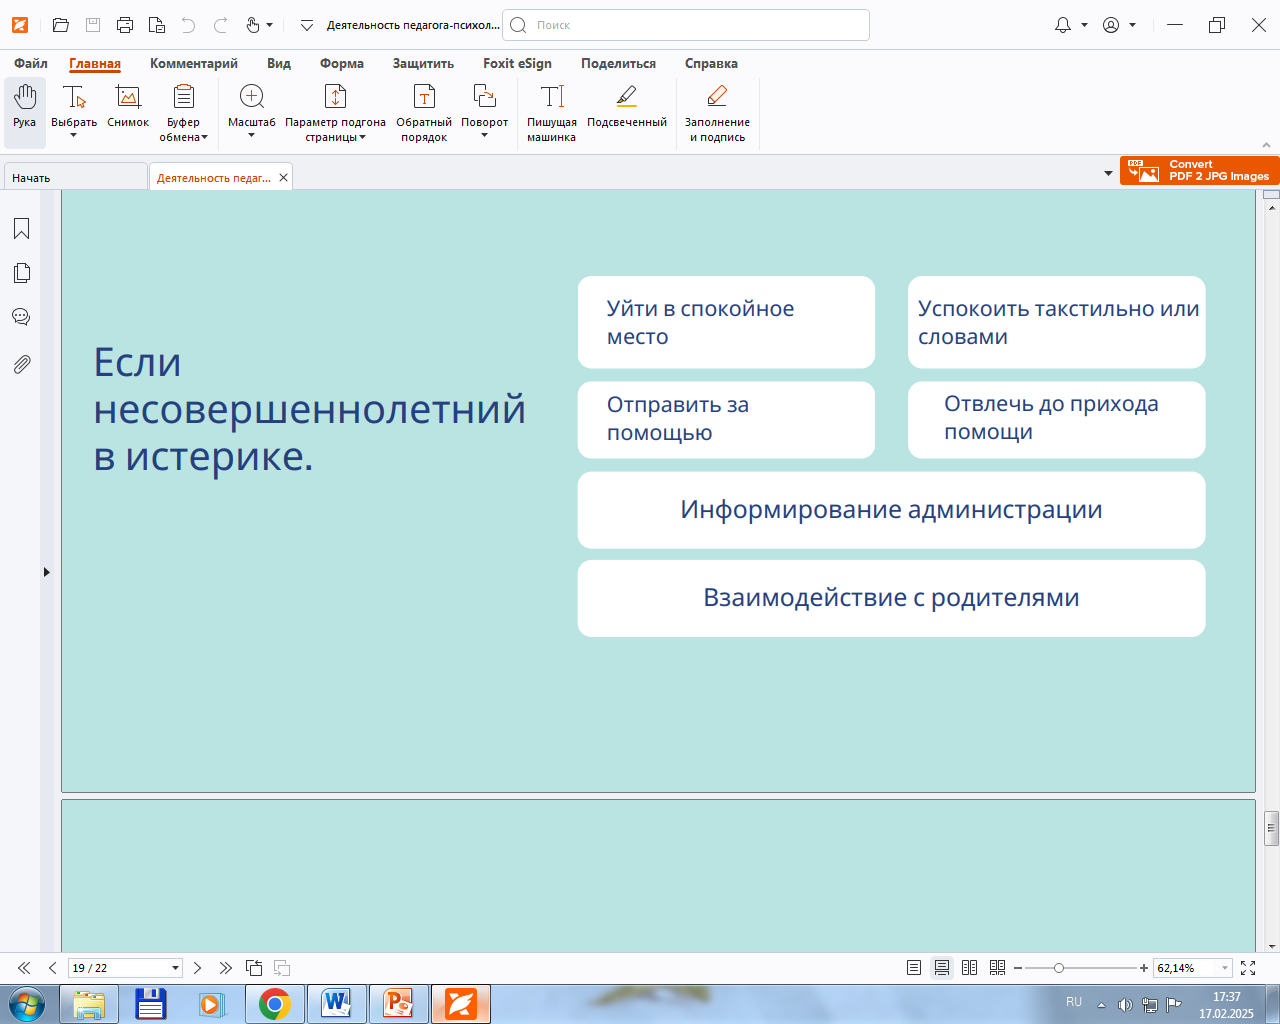 Деятельность педагога-психол...
Поиск
Файл Главная Комментарий Вид Форма Защитить Foxit eSign Поделиться Справка
Рука
Выбрать
Снимок
Буфер
обмена
Масштаб
Параметр подгона
страницы
Обратный
порядок
Поворот
Пишущая
машинка
Подсвеченный
Заполнение
и подпись
Начать
Деятельность педаг...
PDF
Convert
PDF 2 JPG Images
Если
несовершеннолетний
в истерике.
Уйти в спокойное
место
Успокоить такстильно или
словами
Отправить за
помощью
Отвлечь до прихода
помощи
Информирование администрации
Взаимодействие с родителями
19 / 22
62,14%
RU
17:37
17.02.2025